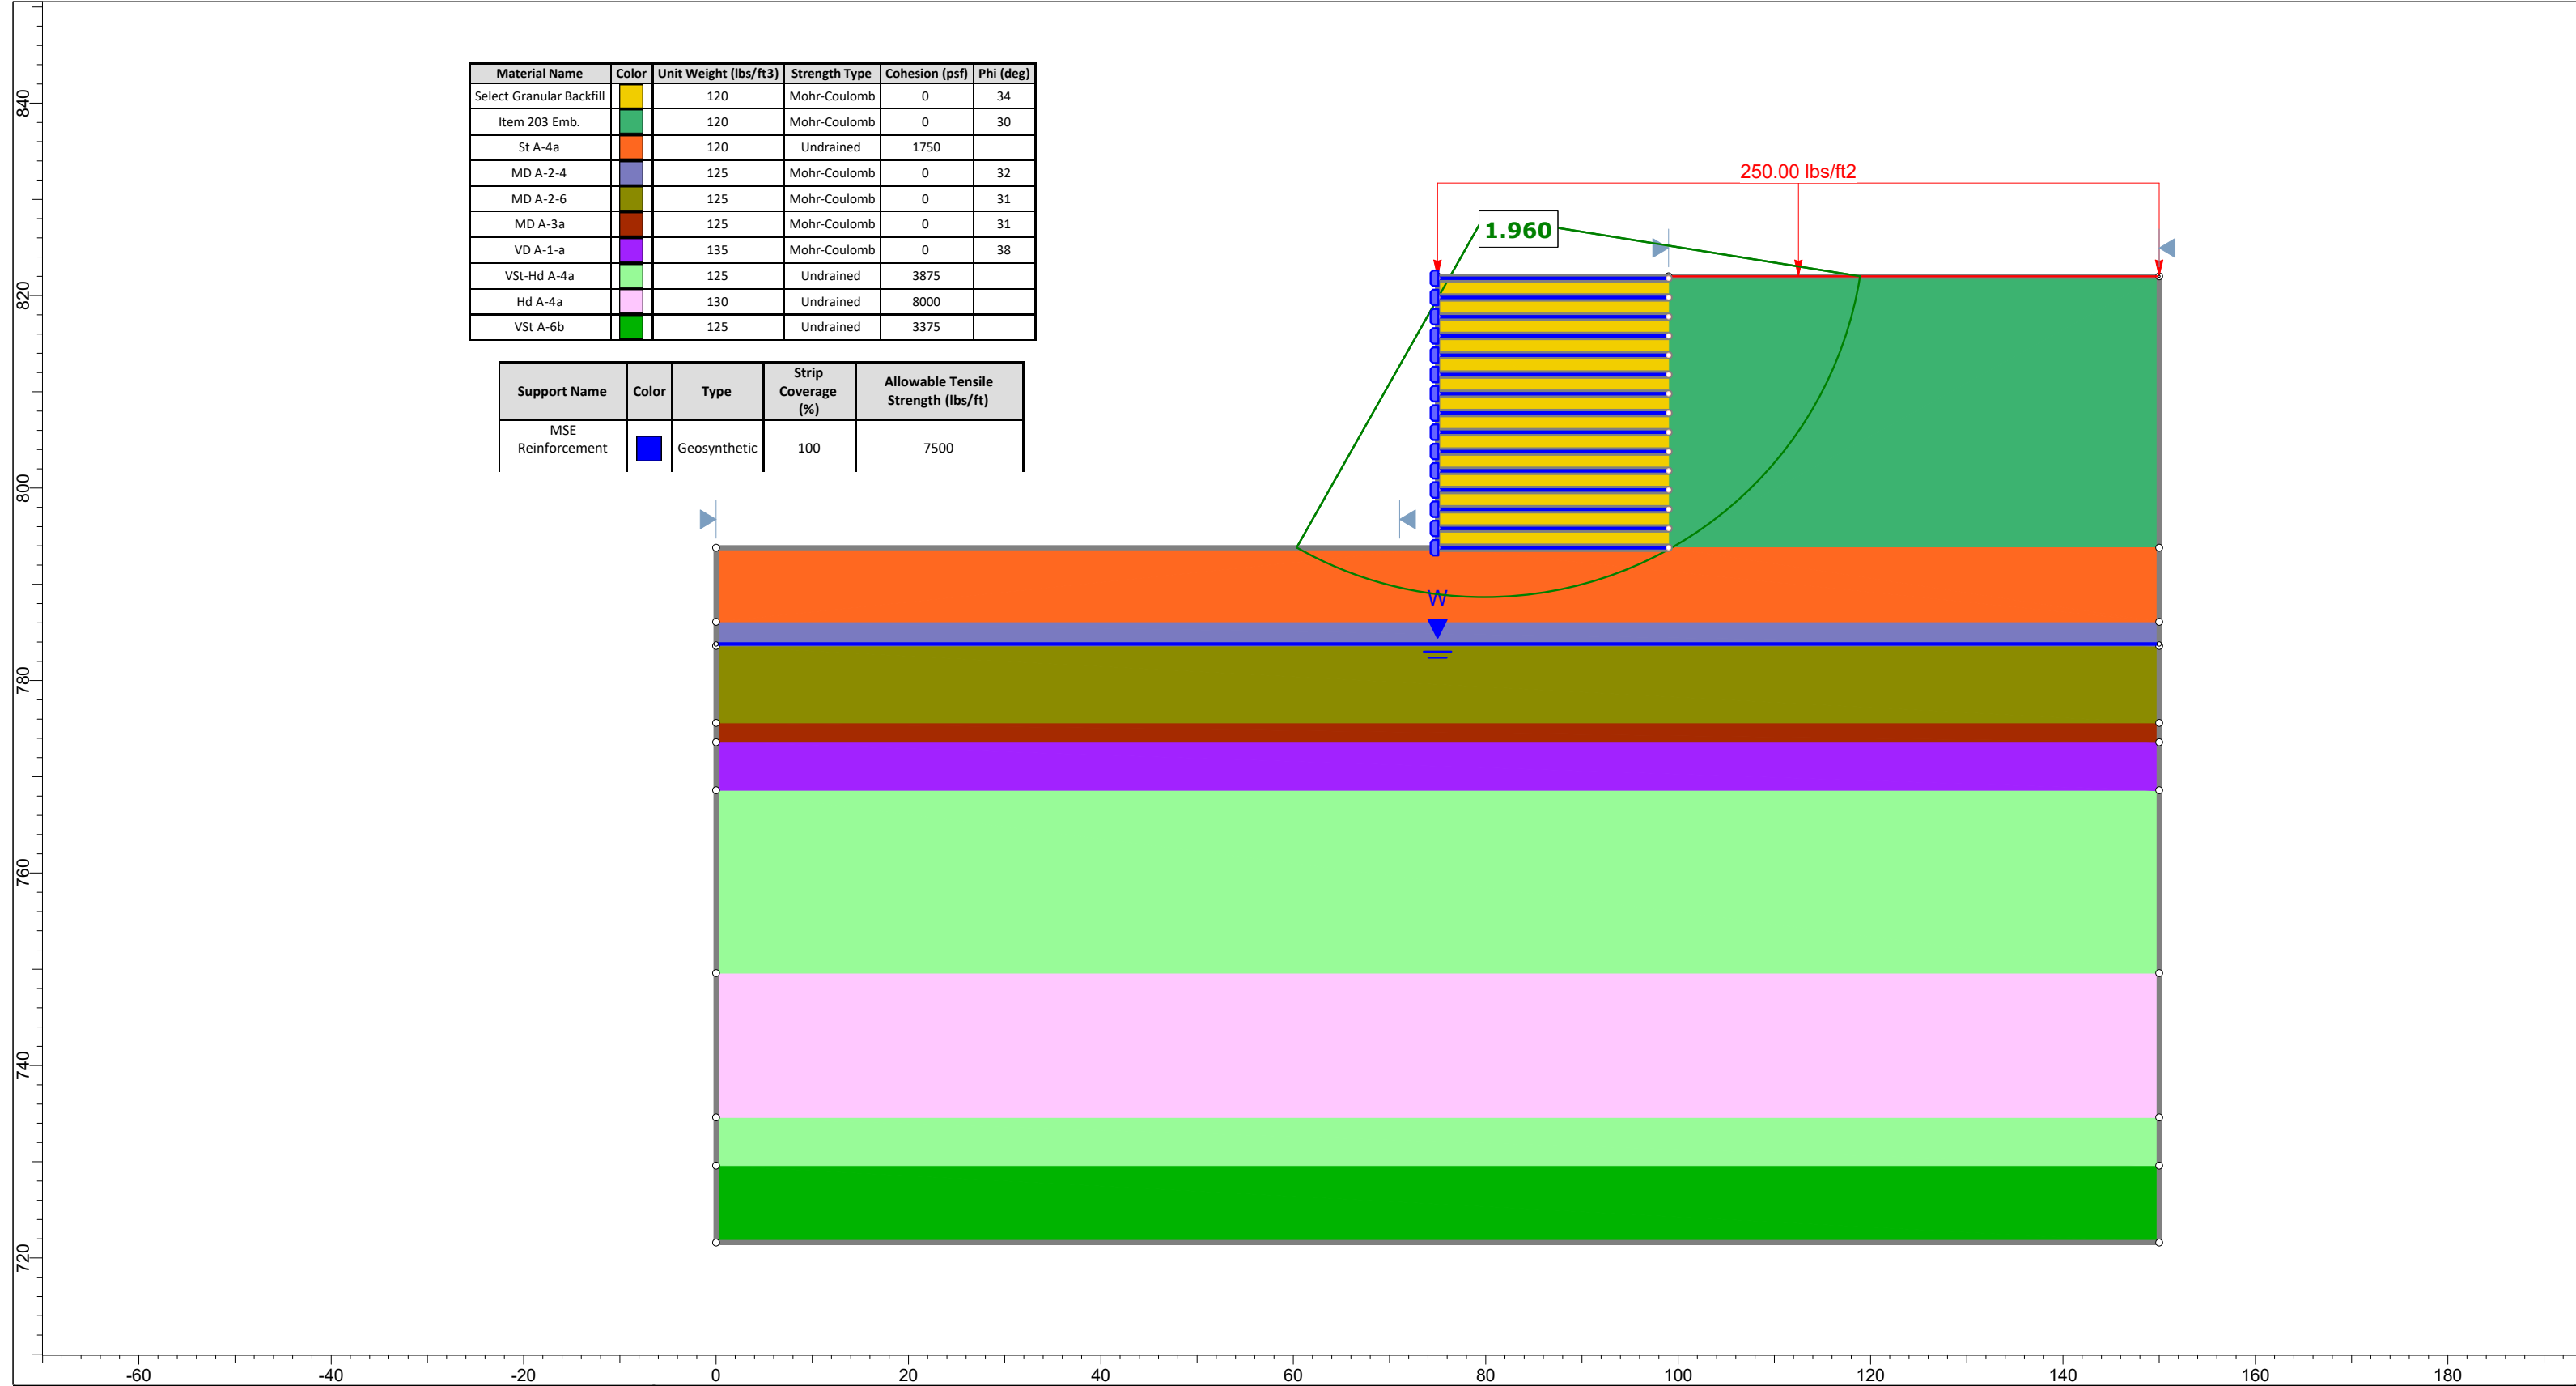 Material Name Color Unit Weight (lbs/ft3) Strength Type Cohesion (psf) Phi (deg)
Select Granular Backfill 120 Mohr-Coulomb 0 34
Item 203 Emb. 120 Mohr-Coulomb 0 30
St A-4a 120 Undrained 1750
MD A-2-4 125 Mohr-Coulomb 0 32
MD A-2-6 125 Mohr-Coulomb 0 31
MD A-3a 125 Mohr-Coulomb 0 31
VD A-1-a 135 Mohr-Coulomb 0 38
VSt-Hd A-4a 125 Undrained 3875
Hd A-4a 130 Undrained 8000
VSt A-6b 125 Undrained 3375
Support Name Color Type Strip Coverage (%) Allowable Tensile Strength (lbs/ft)
MSE Reinforcement Geosynthetic 100 7500
250.00 lbs/ft2
1.960
W
840
820
800
780
760
740
720
-60 -40 -20 0 20 40 60 80 100 120 140 160 180